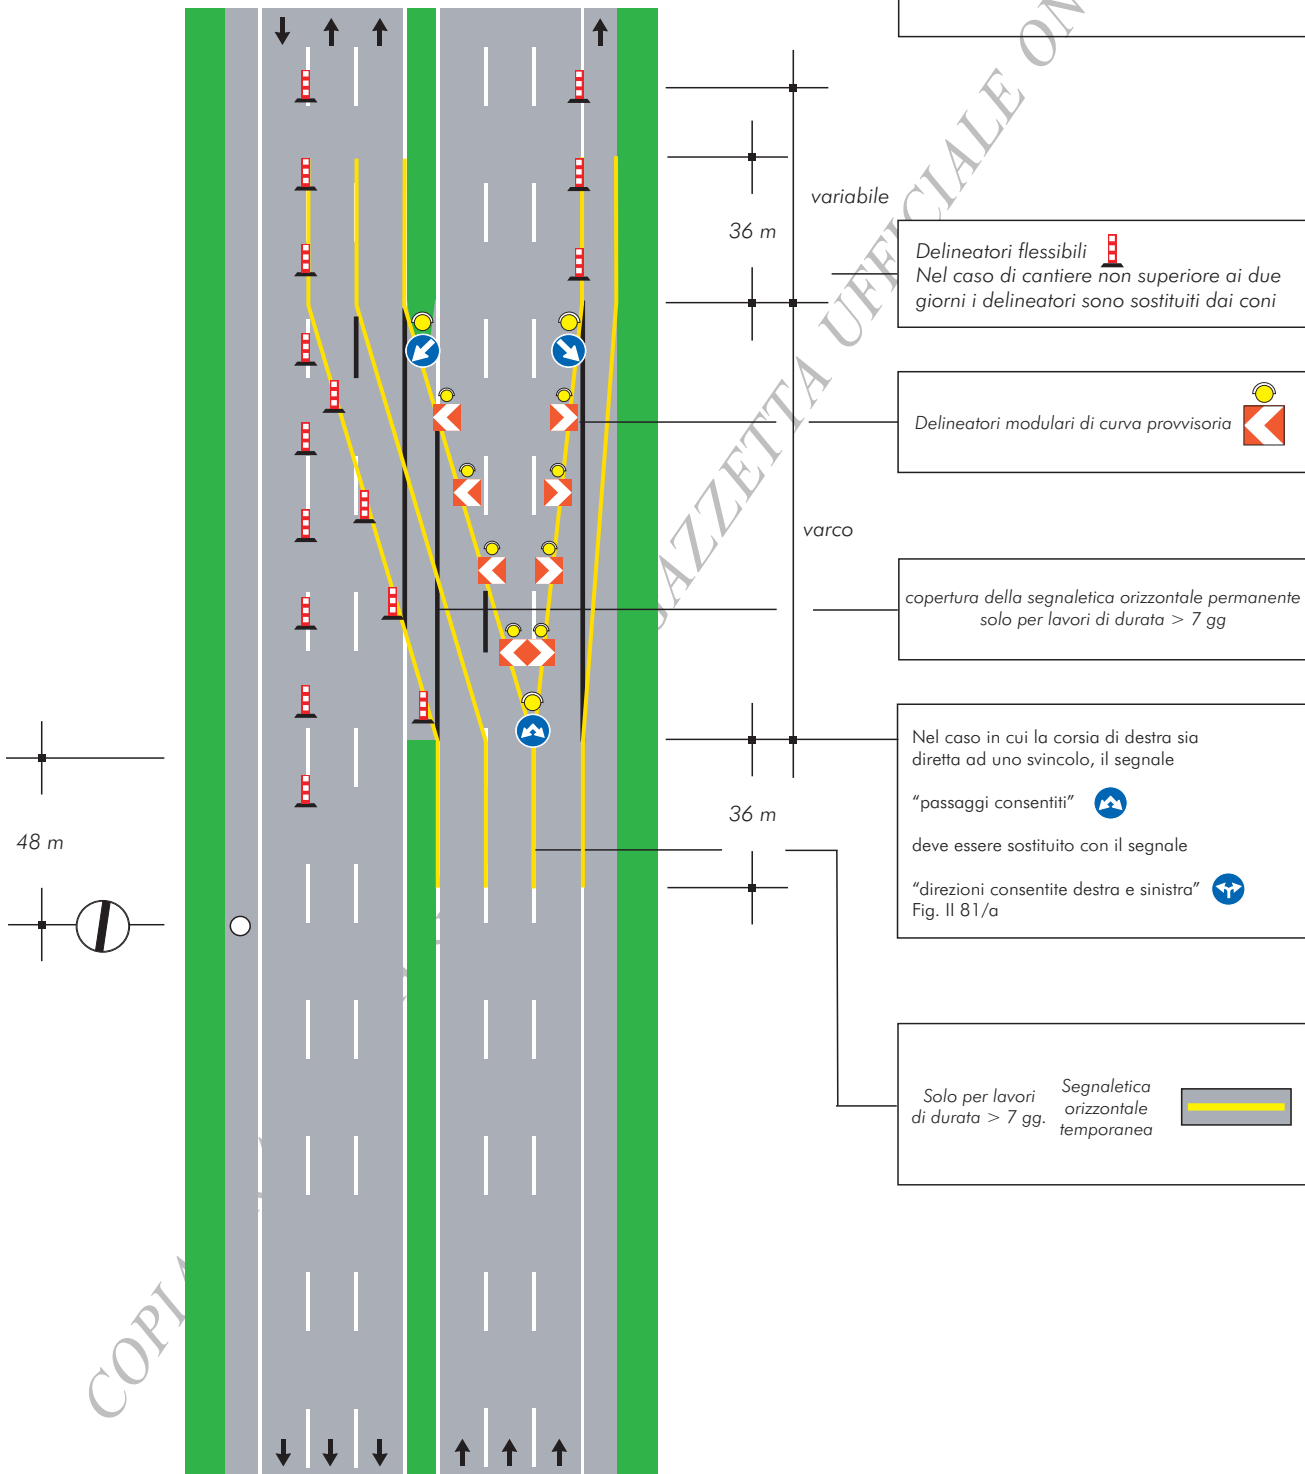 variabile
36 m
Delineatori flessibili
Nel caso di cantiere non superiore ai due
giorni i delineatori sono sostituiti dai coni
Delineatori modulari di curva provvisoria
varco
copertura della segnaletica orizzontale permanente
solo per lavori di durata > 7 gg
Nel caso in cui la corsia di destra sia
diretta ad uno svincolo, il segnale
“passaggi consentiti”
deve essere sostituito con il segnale
“direzioni consentite destra e sinistra”
Fig. II 81/a
36 m
48 m
Solo per lavori
di durata > 7 gg.
Segnaletica
orizzontale
temporanea
COPIA GAZZETTA UFFICIALE